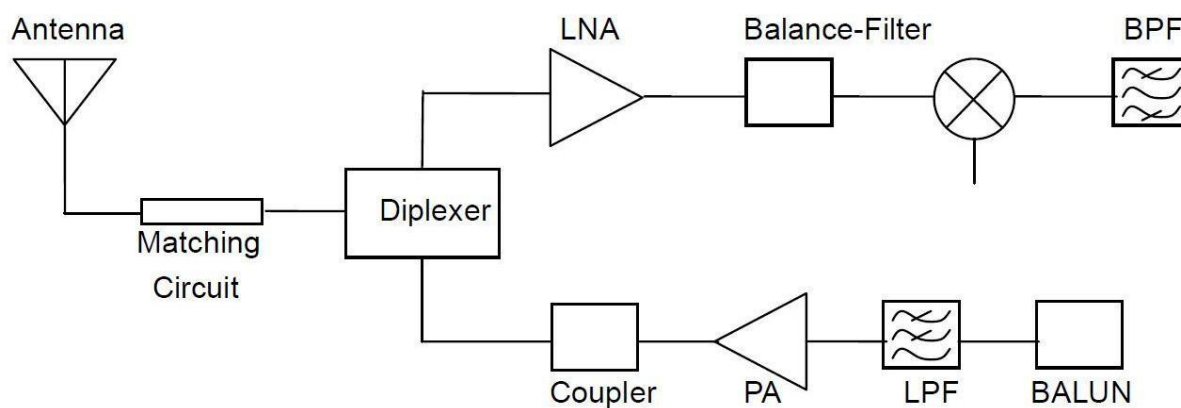 Antenna
LNA
Balance-Filter
BPF
Diplexer
Matching
Circuit
Coupler
PA
LPF
BALUN